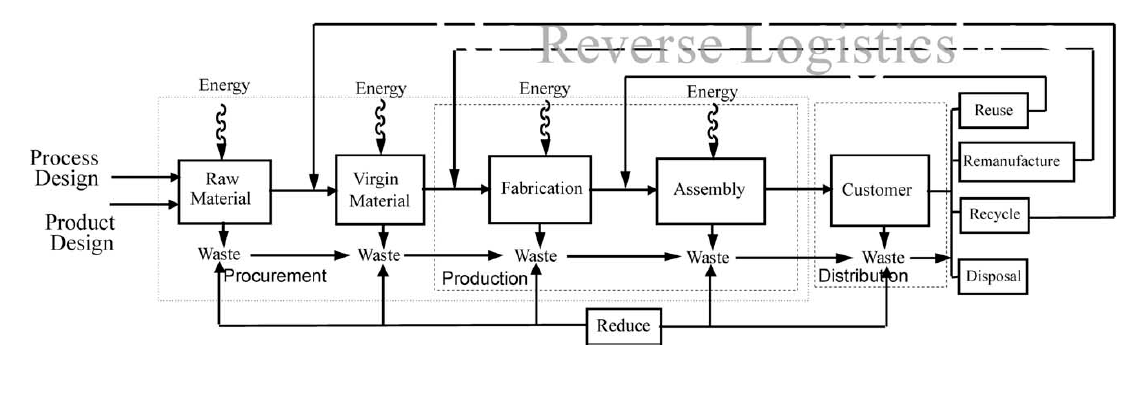 Reverse Logistics
Energy
Energy
Energy
Energy
Process
Design
Product
Design
Raw
Material
Virgin
Material
Fabrication
Assembly
Customer
Reuse
Remanufacture
Recycle
Disposal
Waste
Waste
Waste
Waste
Waste
Procurement
Production
Distribution
Reduce